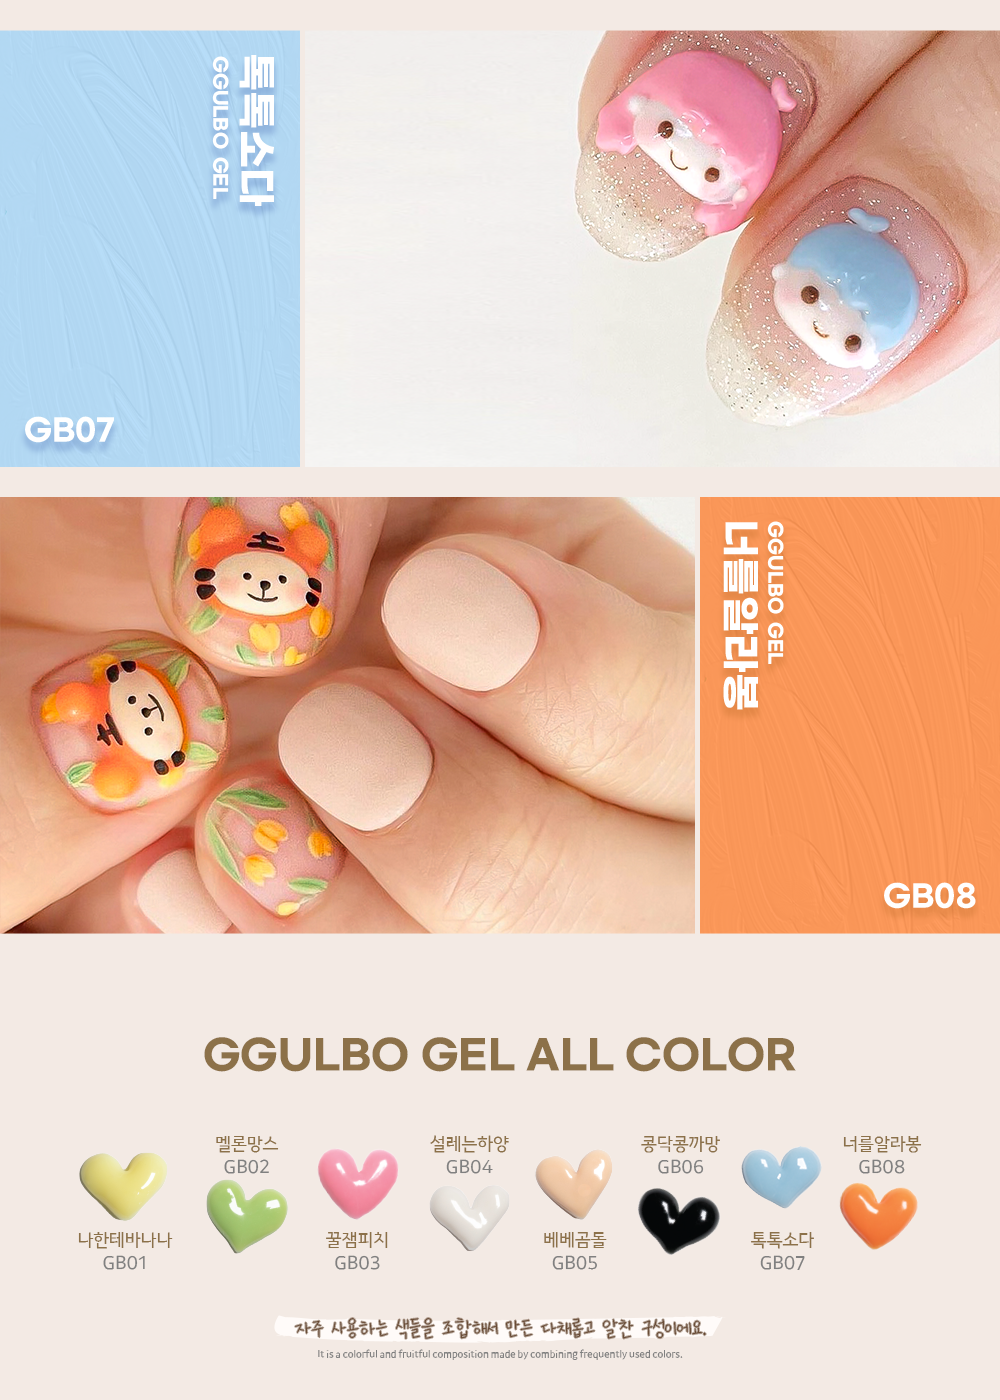 톡톡소다
GGULBO GEL
GB07
GGULBO GEL
너를알라봉
GB08
GGULBO GEL ALL COLOR
나한테바나나
GB01
멜론망스
GB02
꿀잼피치
GB03
설레는하양
GB04
베베곰돌
GB05
콩닥콩까망
GB06
톡톡소다
GB07
너를알라봉
GB08
자주 사용하는 색들을 조합해서 만든 다채롭고 알찬 구성이에요.
It is a colorful and fruitful composition made by combining frequently used colors.